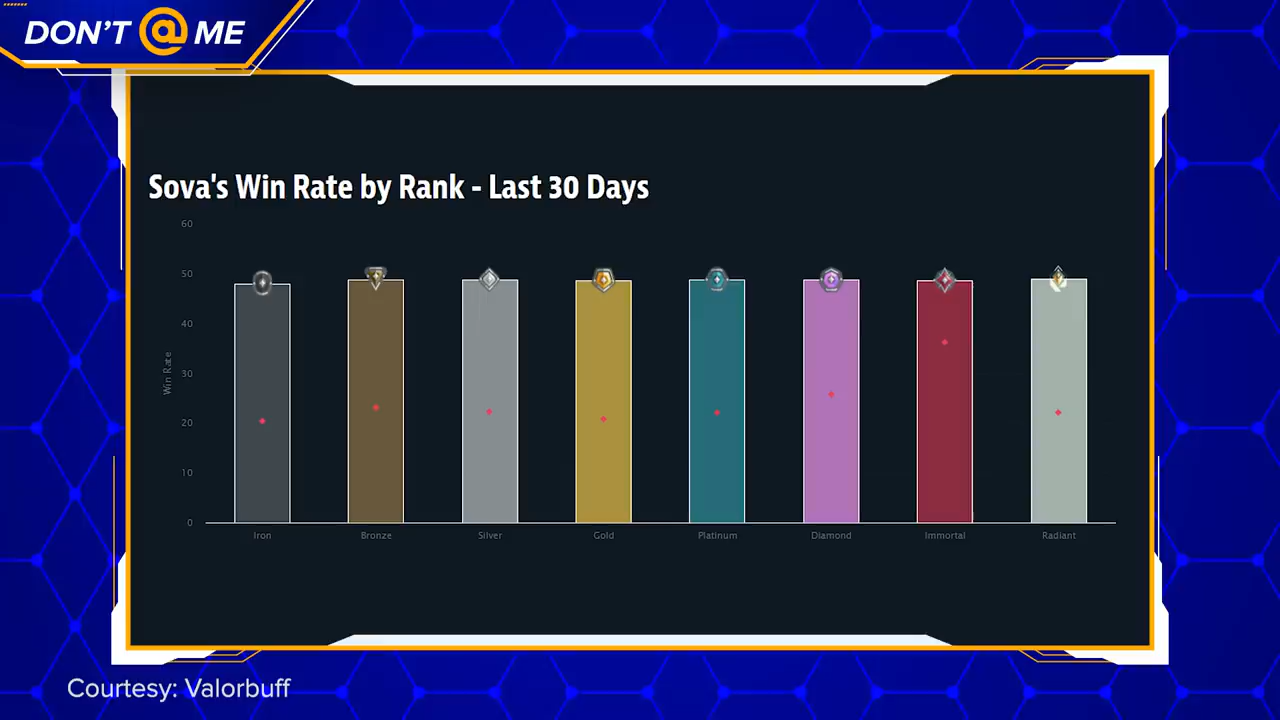 DON'T @ ME
Sova's Win Rate by Rank - Last 30 Days
60
50
40
30
20
10
0
Win Rate
Iron
Bronze
Silver
Gold
Platinum
Diamond
Immortal
Radiant
Courtesy: Valorbuff